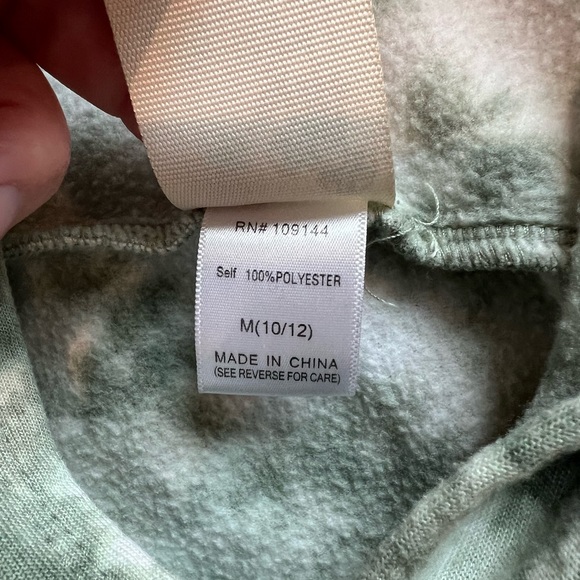 RN# 109144
Self 100%POLYESTER
M(10/12)
MADE IN CHINA
(SEE REVERSE FOR CARE)